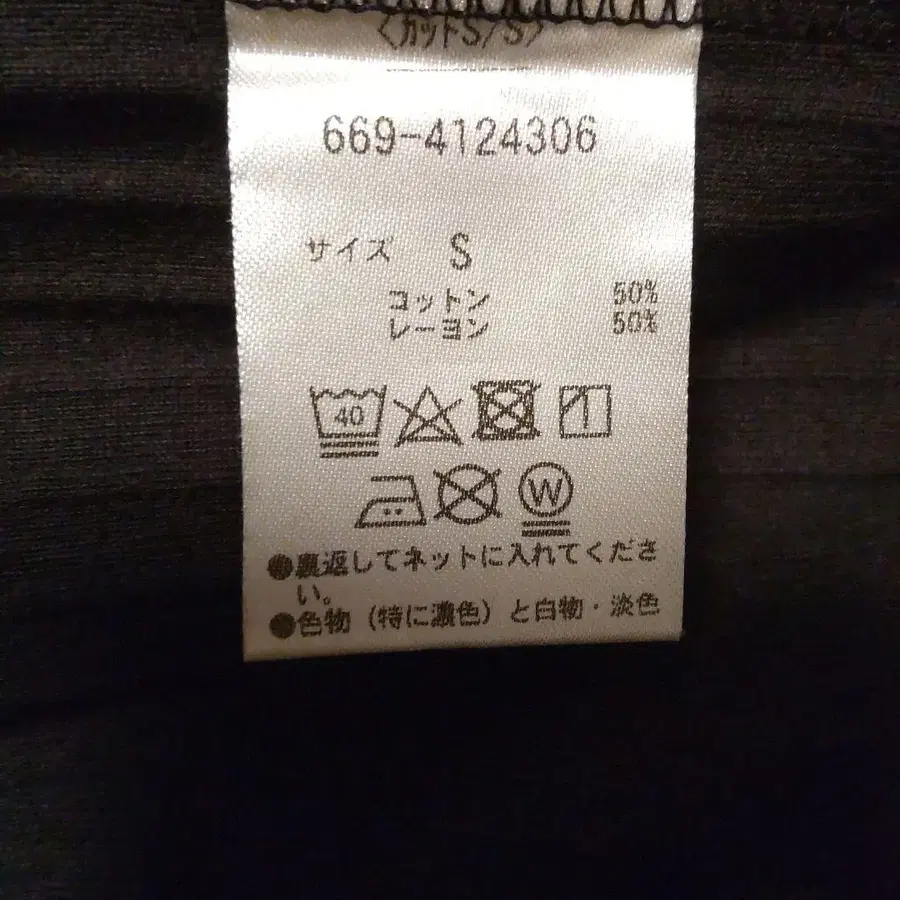 〈カットS/S〉
669-4124306
サイズ S
コットン 50%
レーヨン 50%
40
W
●裏返してネットに入れてくださ
い。
●色物（特に濃色）と白物・淡色